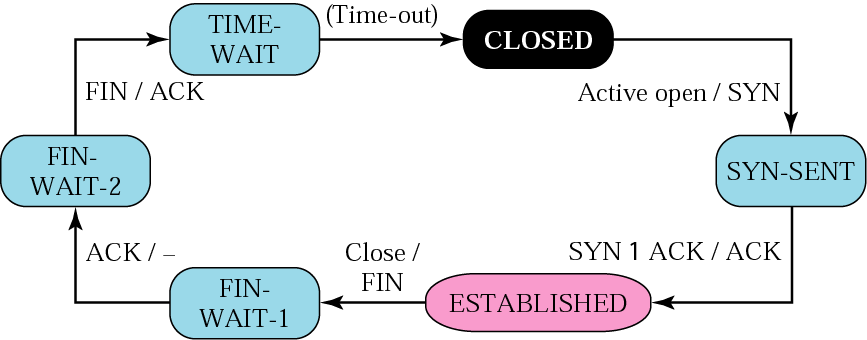 TIME-
WAIT
(Time-out)
CLOSED
FIN / ACK
Active open / SYN
FIN-
WAIT-2
SYN-SENT
ACK / –
Close /
FIN
SYN 1 ACK / ACK
FIN-
WAIT-1
ESTABLISHED